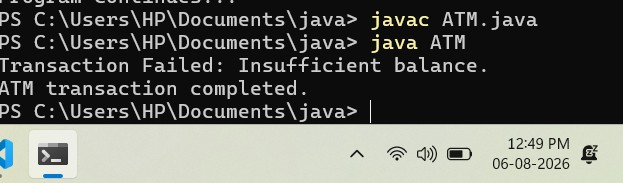 Program continues...
PS C:\Users\HP\Documents\java> javac ATM.java
PS C:\Users\HP\Documents\java> java ATM
Transaction Failed: Insufficient balance.
ATM transaction completed.
PS C:\Users\HP\Documents\java>
12:49 PM
06-08-2026